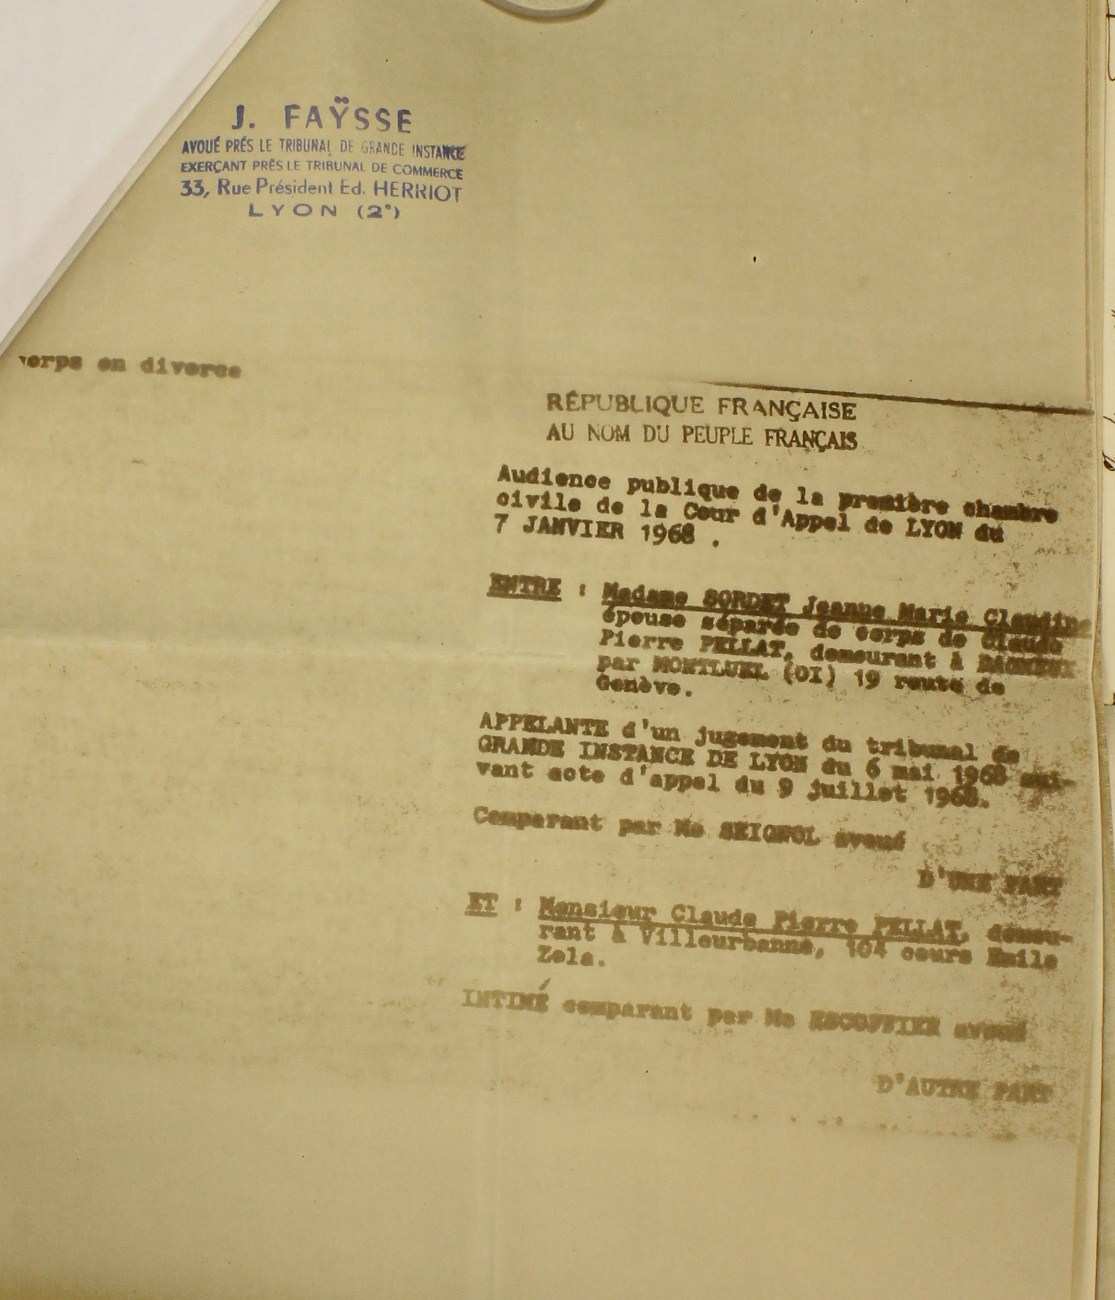 J. FAŸSSE
AVOUÉ PRÉS LE TRIBUNAL DE GRANDE INSTANCE
EXERÇANT PRÈS LE TRIBUNAL DE COMMERCE
33, Rue Président Ed. HERRIOT
LYON (2°)
corps en divorce
RÉPUBLIQUE FRANÇAISE
AU NOM DU PEUPLE FRANÇAIS
Audience publique de la première chambre
civile de la Cour d'Appel de LYON du
7 JANVIER 1968 .
ENTRE : Madame SORDET Jeanne Marie Claudine
épouse séparée de corps de Claude
Pierre PELLAT, demeurant à DAGNEUX
par MONTLUEL (OI) 19 route de
Genève.
APPELANTE d'un jugement du tribunal de
GRANDE INSTANCE DE LYON du 6 mai 1968 sui-
vant acte d'appel du 9 juillet 1968.
Comparant par Me SEIGNOL avoué
D'UNE PART
ET : Monsieur Claude Pierre PELLAT, demeu-
rant à Villeurbanne, 104 cours Emile
Zola.
INTIMÉ comparant par Me ESCOFFIER avoué
D'AUTRE PART